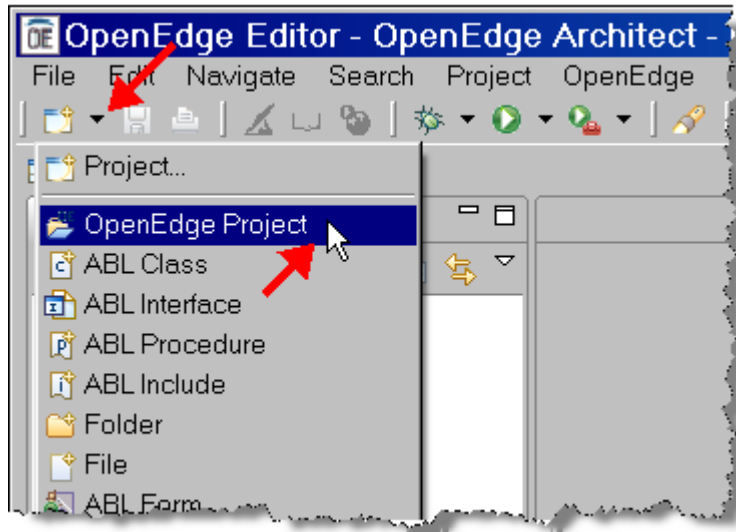 OE OpenEdge Editor - OpenEdge Architect -
File Edit Navigate Search Project OpenEdge
Project...
OpenEdge Project
ABL Class
ABL Interface
ABL Procedure
ABL Include
Folder
File
ABL Form